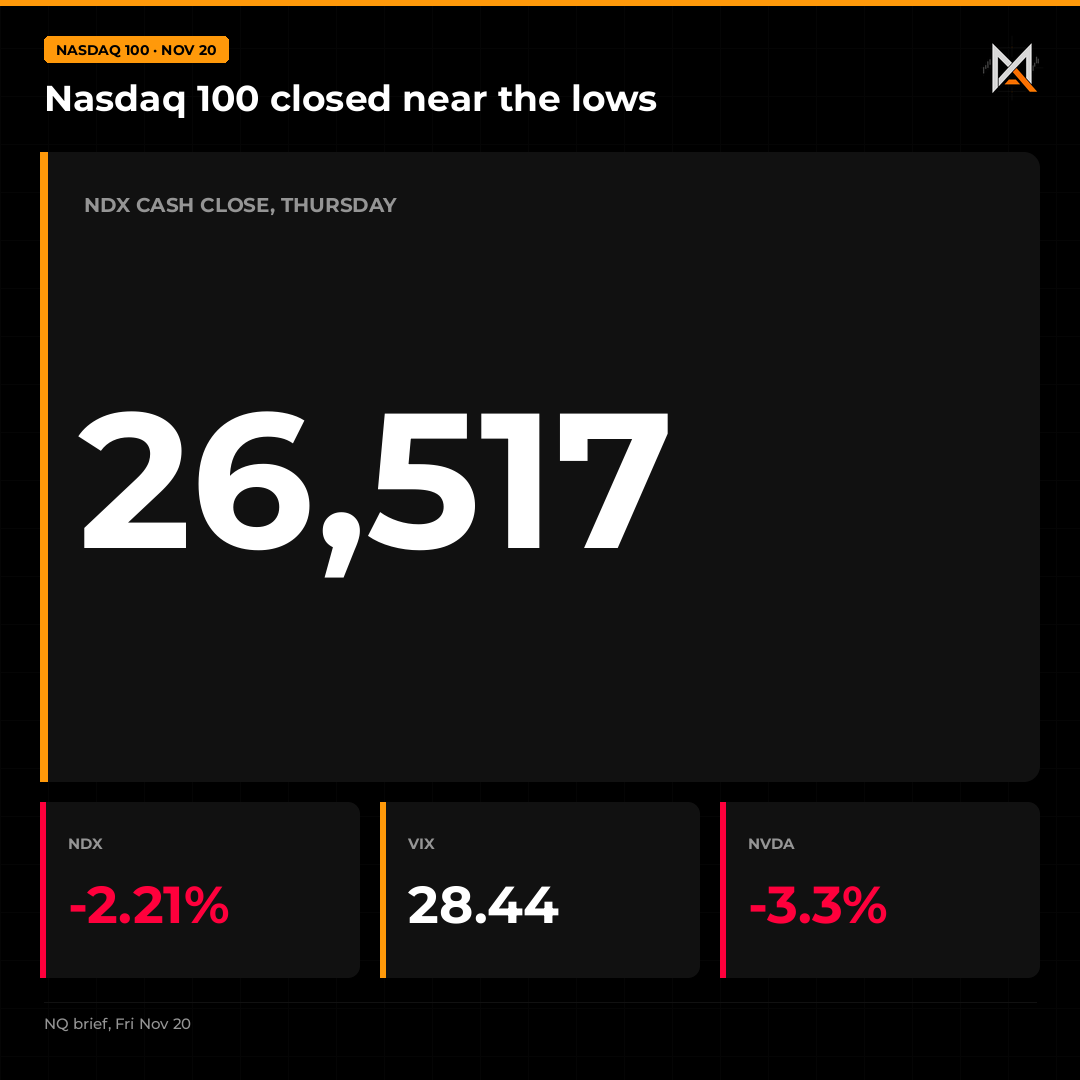 NASDAQ 100 · NOV 20
Nasdaq 100 closed near the lows
NDX CASH CLOSE, THURSDAY
26,517
NDX
-2.21%
VIX
28.44
NVDA
-3.3%
NQ brief, Fri Nov 20